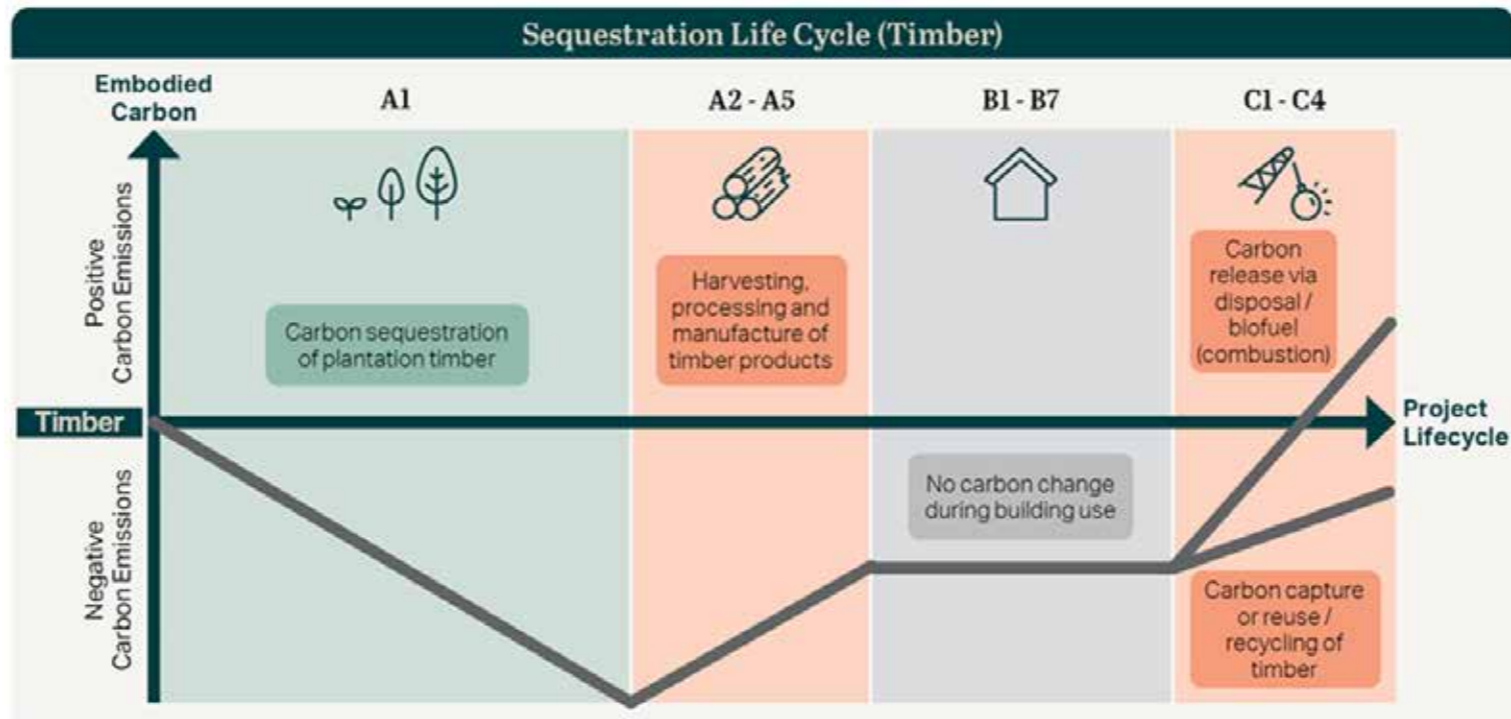 Sequestration Life Cycle (Timber)
Embodied
Carbon
A1
A2 - A5
B1 - B7
C1 - C4
Positive
Carbon Emissions
Carbon sequestration
of plantation timber
Harvesting,
processing and
manufacture of
timber products
Carbon
release via
disposal /
biofuel
(combustion)
Timber
Project
Lifecycle
Negative
Carbon Emissions
No carbon change
during building use
Carbon capture
or reuse /
recycling of
timber